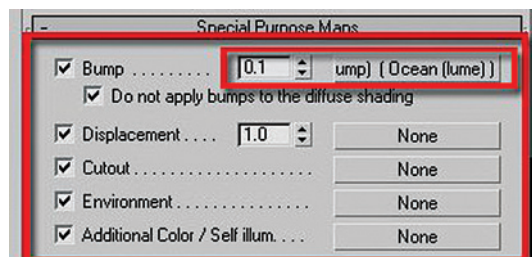 - Special Purpose Maps
Bump ......... 0.1 ump) ( Ocean (lume) )
Do not apply bumps to the diffuse shading
Displacement .... 1.0 None
Cutout .................... None
Environment ............... None
Additional Color / Self illum. ... None